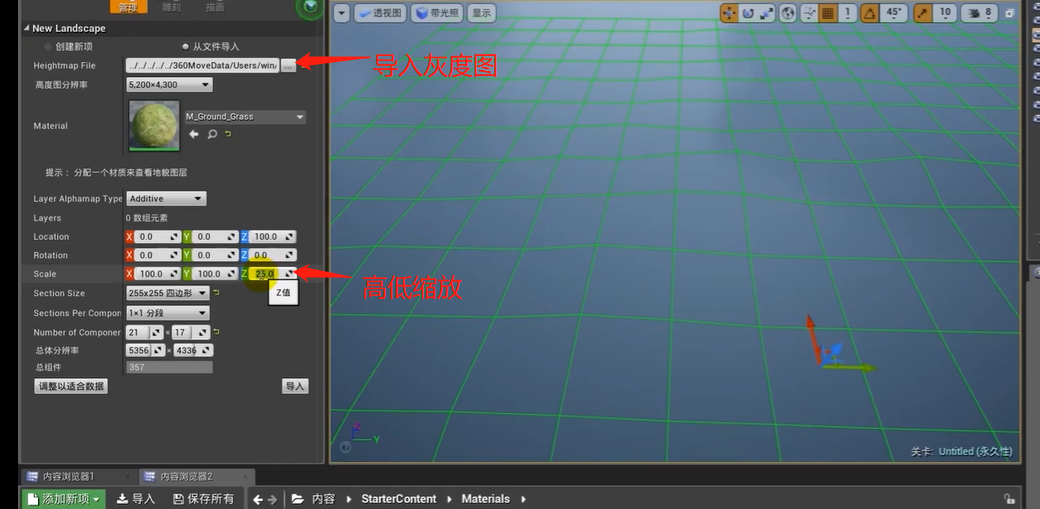 管理 雕刻 描画
透视图 带光照 显示 1 45° 10 8
New Landscape
创建新项 从文件导入
Heightmap File ../../../../../360MoveData/Users/win/ ...
导入灰度图
高度图分辨率 5,200×4,300
Material M_Ground_Grass
提示： 分配一个材质来查看地貌图层
Layer Alphamap Type Additive
Layers 0 数组元素
Location X 0.0 Y 0.0 Z 100.0
Rotation X 0.0 Y 0.0 Z 0.0
Scale X 100.0 Y 100.0 Z 25.0
高低缩放
Z值
Section Size 255x255 四边形
Sections Per Compon 1×1 分段
Number of Componer 21 × 17
总体分辨率 5356 × 4336
总组件 357
调整以适合数据 导入
Z
Y
关卡: Untitled (永久性)
内容浏览器1 内容浏览器2
添加新项 导入 保存所有 内容 StarterContent Materials